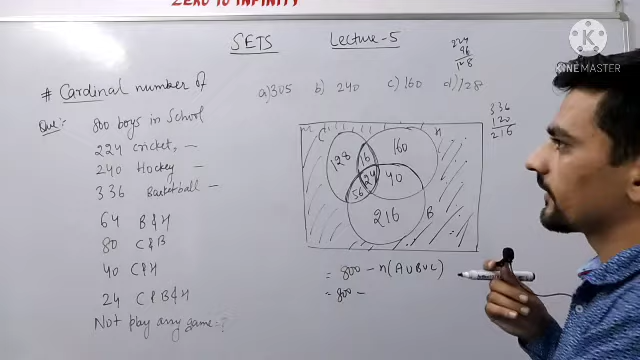 ZERO TO INFINITY
SETS Lecture-5
# Cardinal number of
a) 305 b) 240 c) 160 d) 128
224
96
128
336
120
216
Que:- 800 boys in School
224 Cricket, -
240 Hockey -
336 Basketball -
64 B & H
80 C & B
40 C & H
24 C & B & H
Not play any game:- ?
C H
128 16 160
24 40
56
216 B
= 800 - n(AUBUC)
= 800 -
K
KINEMASTER